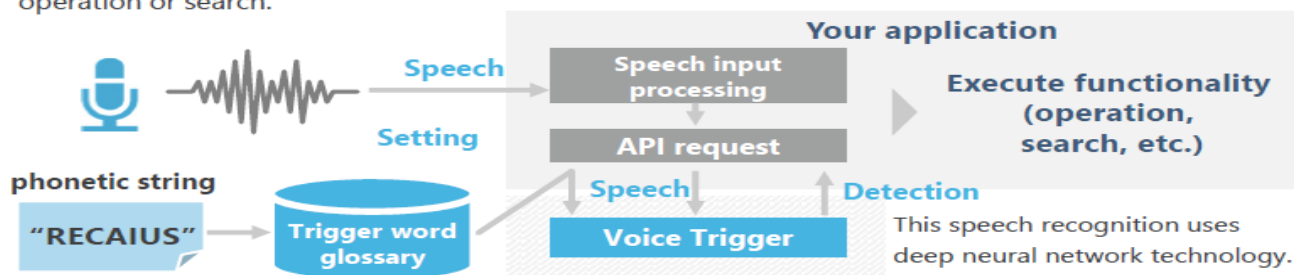 operation or search.
Your application
Speech
Speech input
processing
Execute functionality
(operation,
search, etc.)
Setting
API request
phonetic string
Speech
Detection
“RECAIUS”
Trigger word
glossary
Voice Trigger
This speech recognition uses
deep neural network technology.